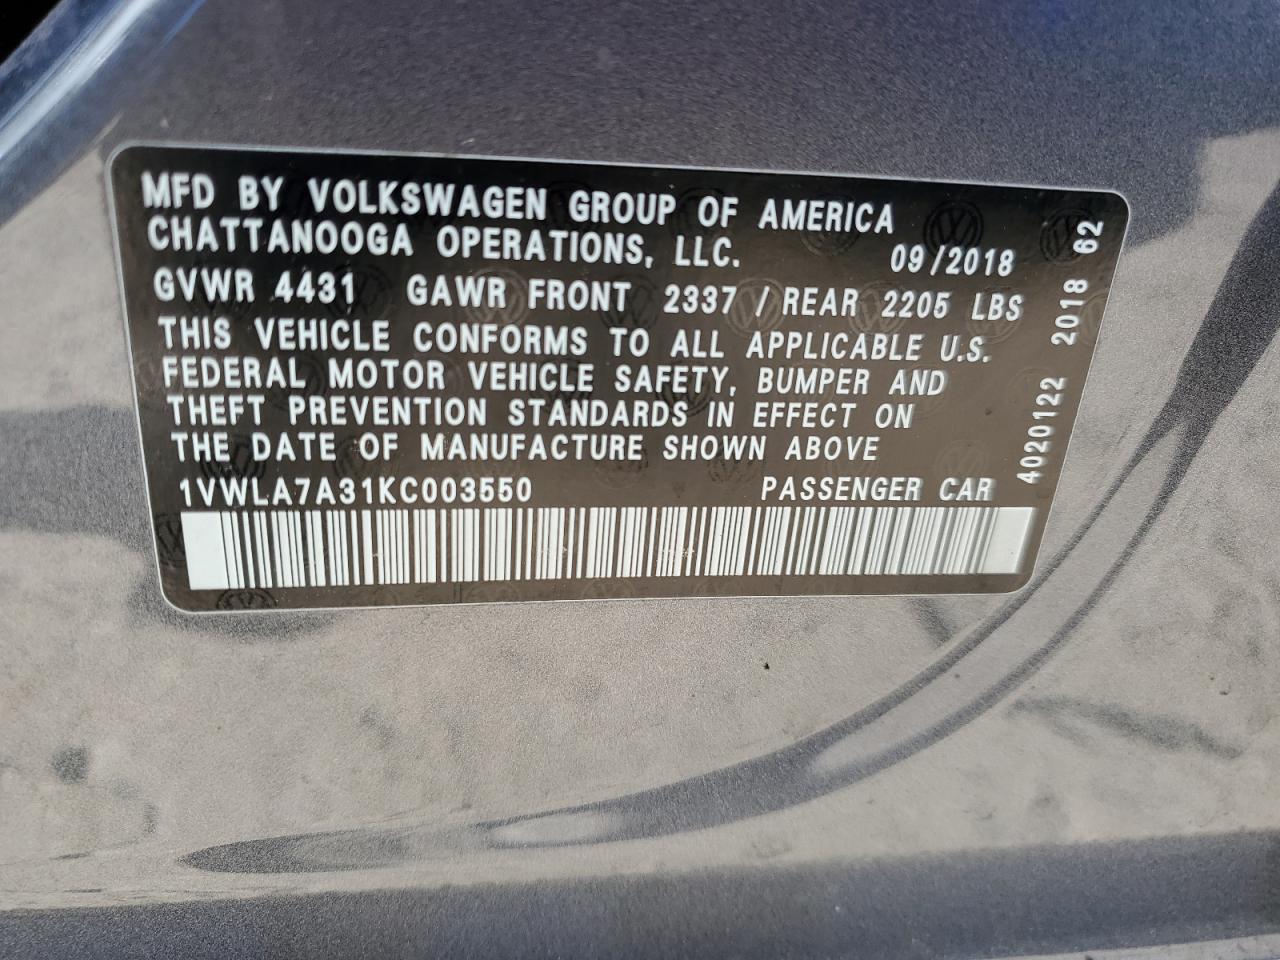 MFD BY VOLKSWAGEN GROUP OF AMERICA
CHATTANOOGA OPERATIONS, LLC. 09/2018
GVWR 4431 GAWR FRONT 2337 / REAR 2205 LBS
THIS VEHICLE CONFORMS TO ALL APPLICABLE U.S.
FEDERAL MOTOR VEHICLE SAFETY, BUMPER AND
THEFT PREVENTION STANDARDS IN EFFECT ON
THE DATE OF MANUFACTURE SHOWN ABOVE
1VWLA7A31KC003550 PASSENGER CAR
4020122 2018 62